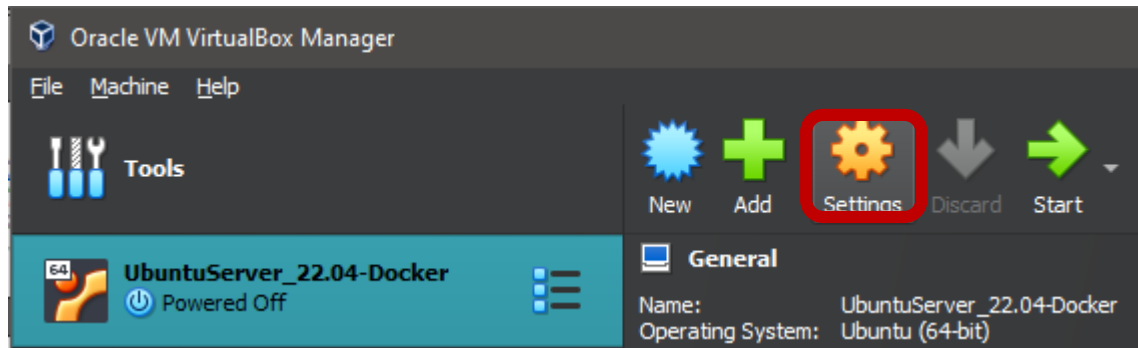 Oracle VM VirtualBox Manager
File Machine Help
Tools
New Add Settings Discard Start
64
UbuntuServer_22.04-Docker
Powered Off
General
Name: UbuntuServer_22.04-Docker
Operating System: Ubuntu (64-bit)